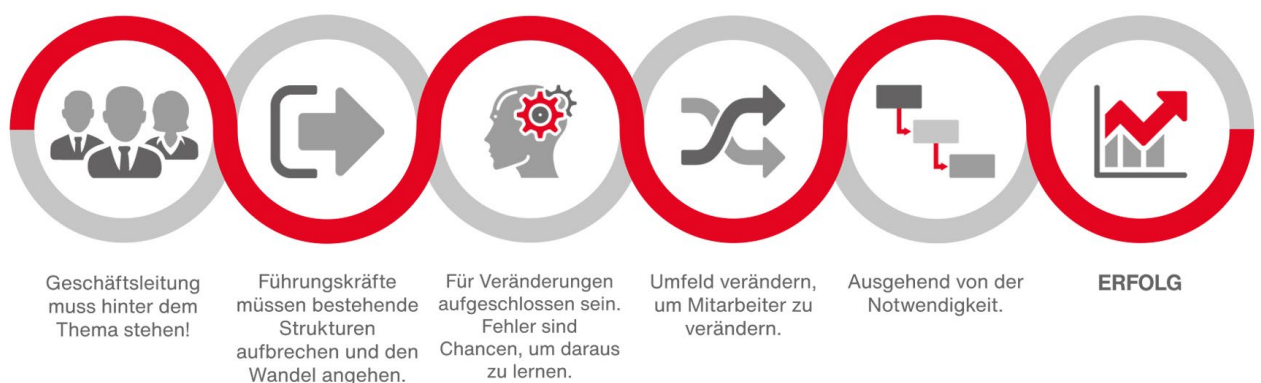 Geschäftsleitung
muss hinter dem
Thema stehen!
Führungskräfte
müssen bestehende
Strukturen
aufbrechen und den
Wandel angehen.
Für Veränderungen
aufgeschlossen sein.
Fehler sind
Chancen, um daraus
zu lernen.
Umfeld verändern,
um Mitarbeiter zu
verändern.
Ausgehend von der
Notwendigkeit.
ERFOLG